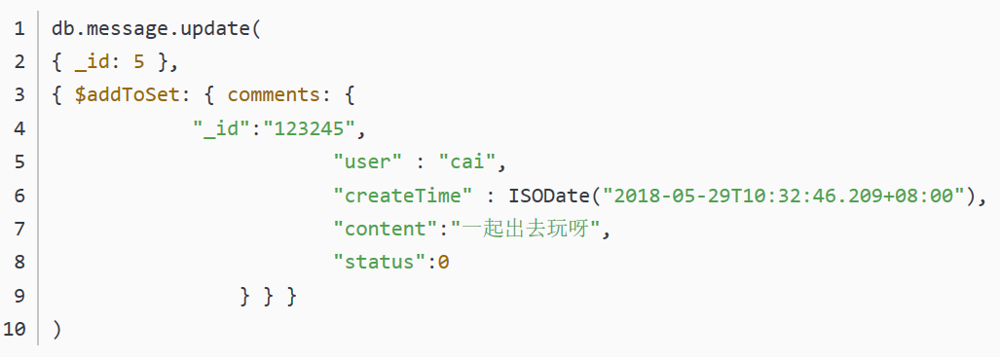 1 db.message.update(
2 { _id: 5 },
3 { $addToSet: { comments: {
4 "_id":"123245",
5 "user" : "cai",
6 "createTime" : ISODate("2018-05-29T10:32:46.209+08:00"),
7 "content":"一起出去玩呀",
8 "status":0
9 } } }
10 )